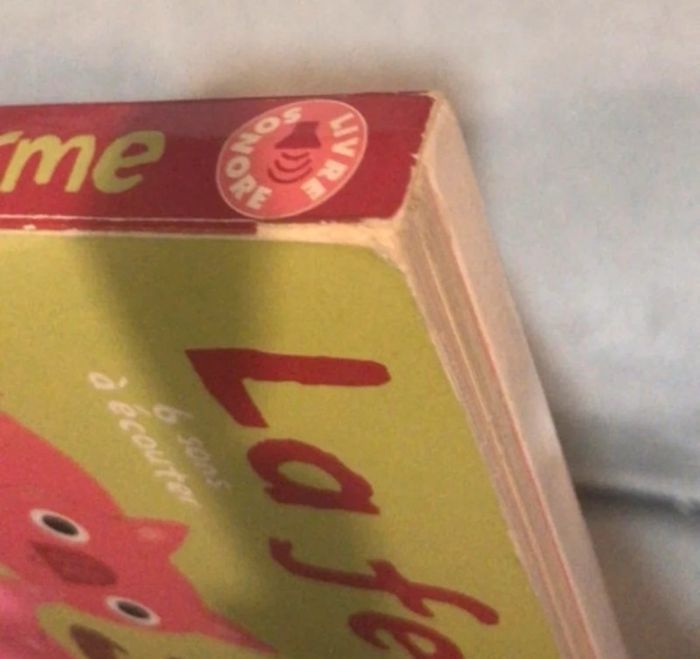 rme
LIVRE
SONORE
La fe
6 sons
à écouter